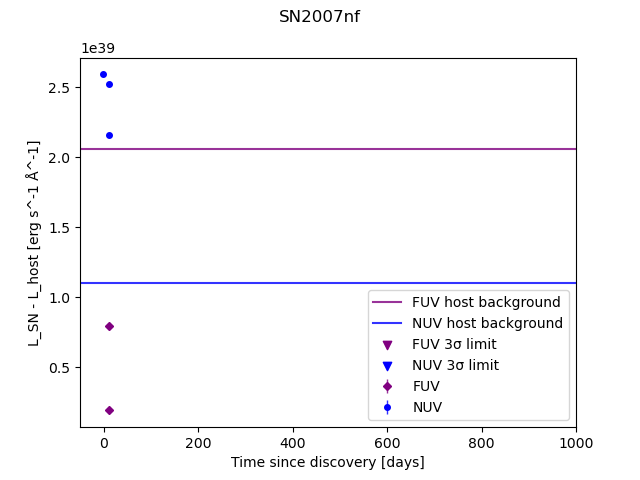 SN2007nf
1e39
L_SN - L_host [erg s^-1 Å^-1]
2.5
2.0
1.5
1.0
0.5
FUV host background
NUV host background
FUV 3σ limit
NUV 3σ limit
FUV
NUV
0
200
400
600
800
1000
Time since discovery [days]